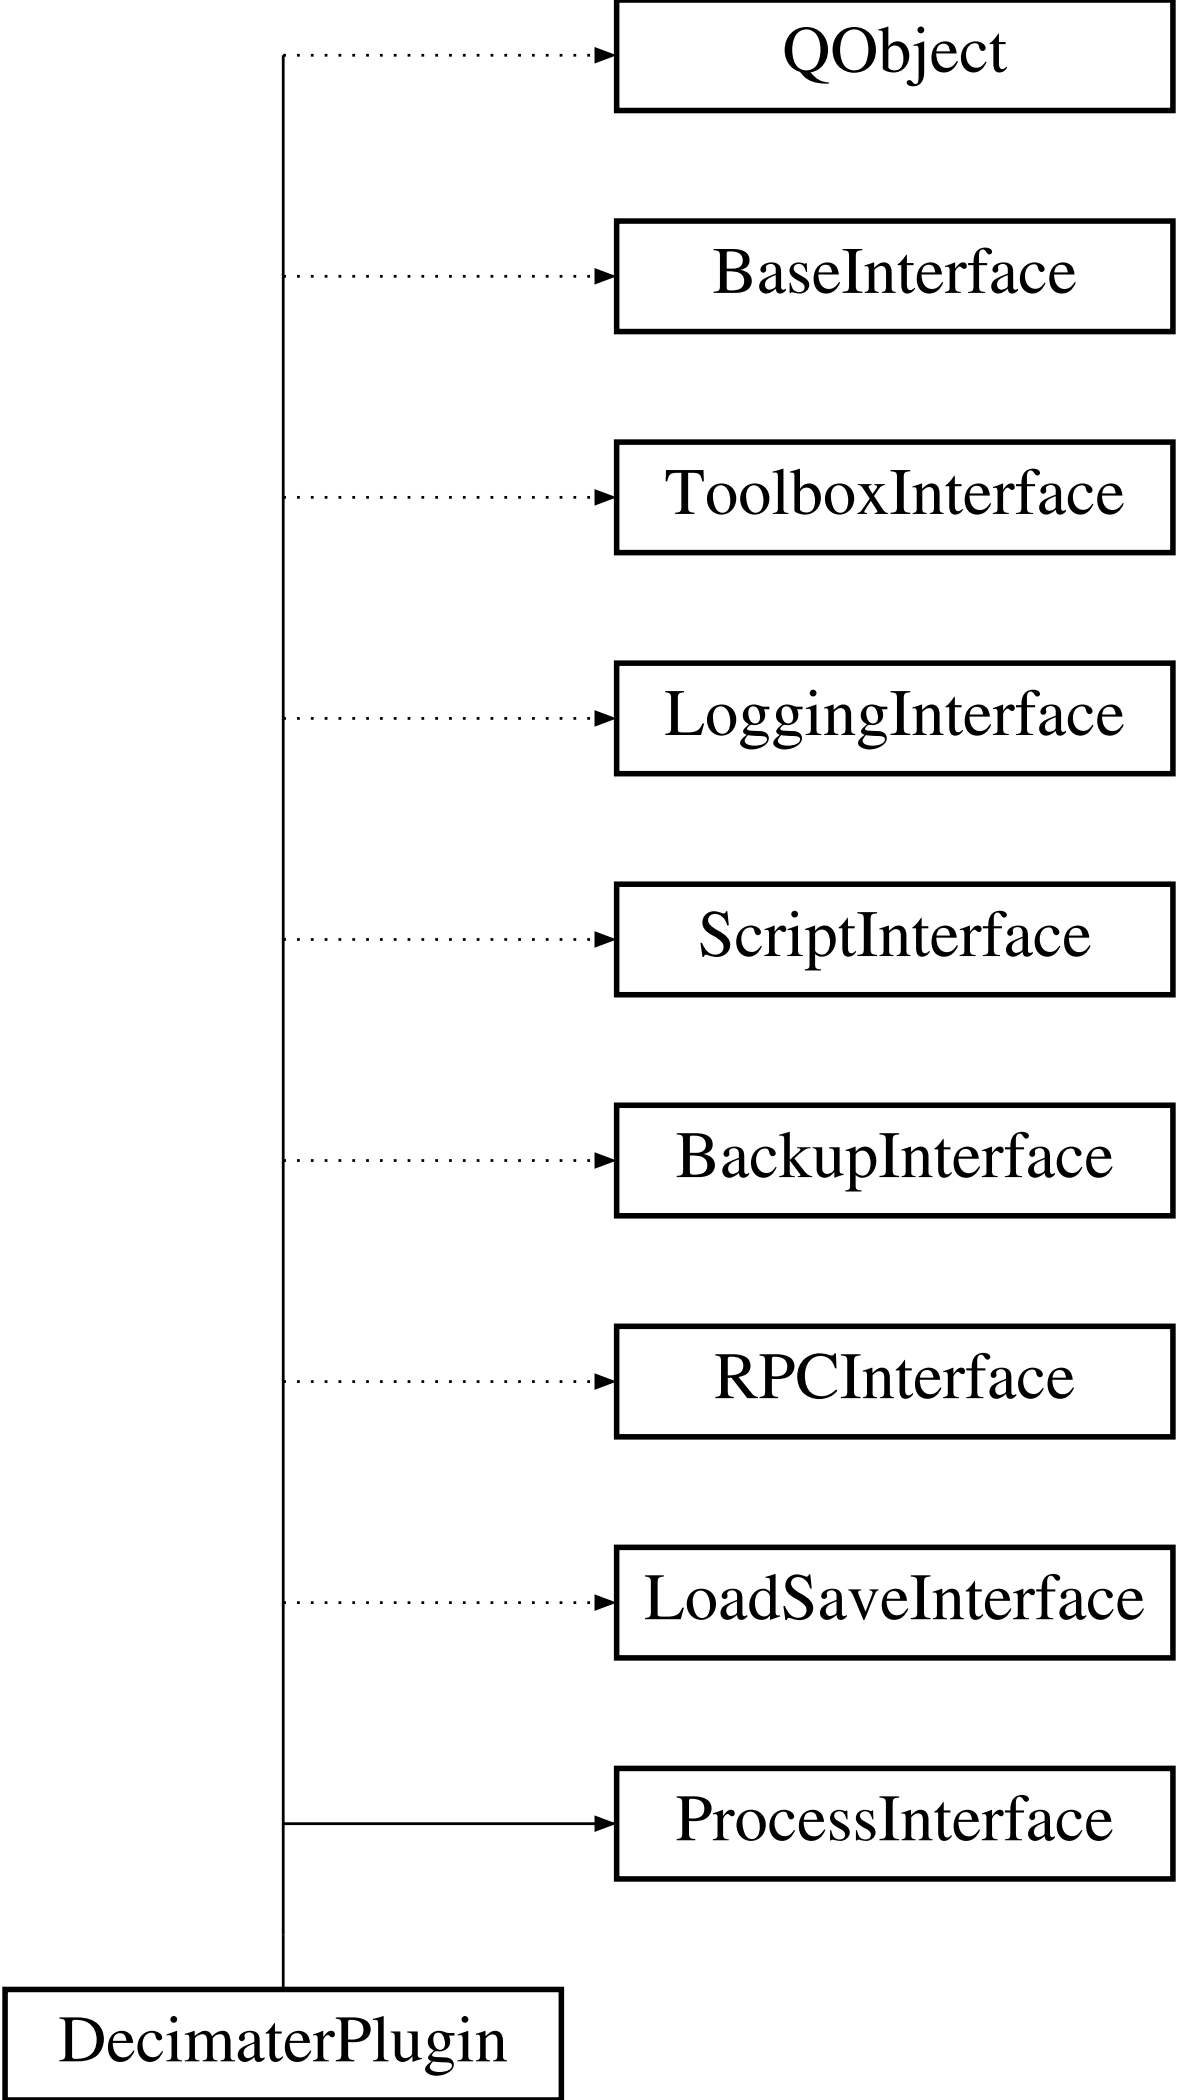 QObject
BaseInterface
ToolboxInterface
LoggingInterface
ScriptInterface
BackupInterface
RPCInterface
LoadSaveInterface
ProcessInterface
DecimaterPlugin